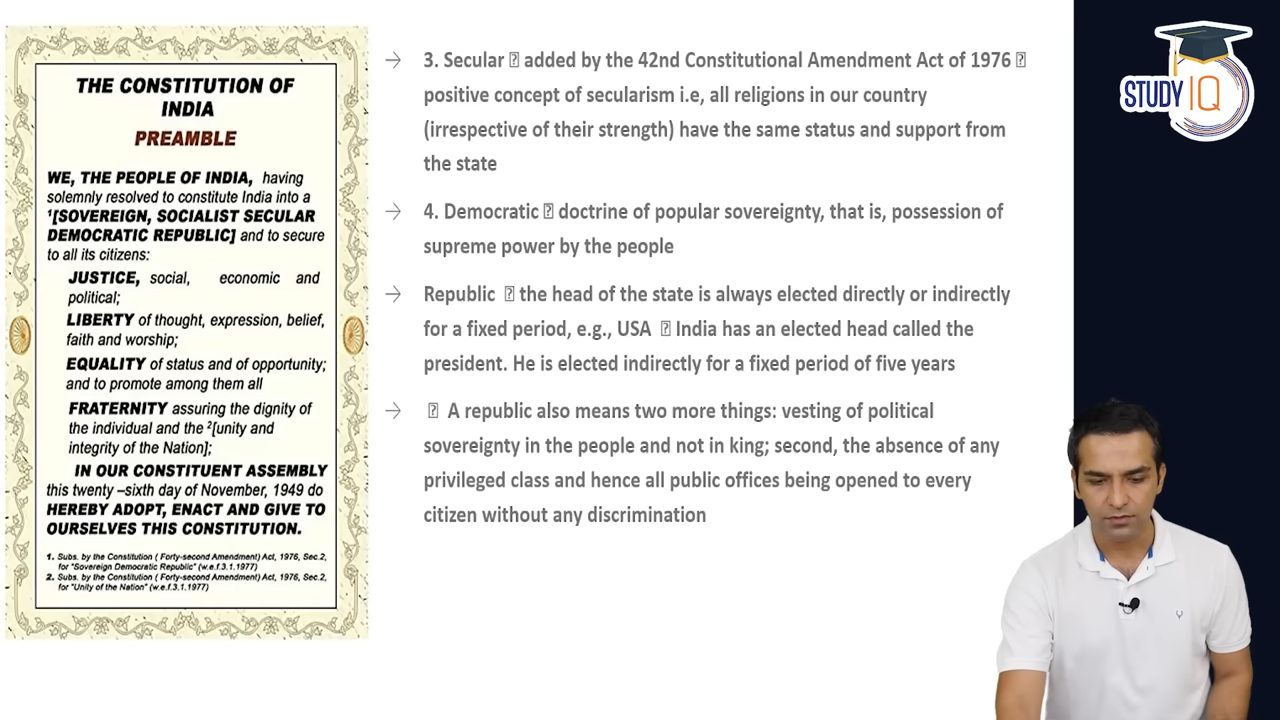 THE CONSTITUTION OF
INDIA
PREAMBLE
WE, THE PEOPLE OF INDIA, having
solemnly resolved to constitute India into a
¹[SOVEREIGN, SOCIALIST SECULAR
DEMOCRATIC REPUBLIC] and to secure
to all its citizens:
JUSTICE, social, economic and
political;
LIBERTY of thought, expression, belief,
faith and worship;
EQUALITY of status and of opportunity;
and to promote among them all
FRATERNITY assuring the dignity of
the individual and the ²[unity and
integrity of the Nation];
IN OUR CONSTITUENT ASSEMBLY
this twenty –sixth day of November, 1949 do
HEREBY ADOPT, ENACT AND GIVE TO
OURSELVES THIS CONSTITUTION.
1. Subs. by the Constitution ( Forty-second Amendment) Act, 1976, Sec.2,
for "Sovereign Democratic Republic" (w.e.f.3.1.1977)
2. Subs. by the Constitution ( Forty-second Amendment) Act, 1976, Sec.2,
for "Unity of the Nation" (w.e.f.3.1.1977)
→ 3. Secular added by the 42nd Constitutional Amendment Act of 1976
positive concept of secularism i.e, all religions in our country
(irrespective of their strength) have the same status and support from
the state
→ 4. Democratic doctrine of popular sovereignty, that is, possession of
supreme power by the people
→ Republic the head of the state is always elected directly or indirectly
for a fixed period, e.g., USA India has an elected head called the
president. He is elected indirectly for a fixed period of five years
→ A republic also means two more things: vesting of political
sovereignty in the people and not in king; second, the absence of any
privileged class and hence all public offices being opened to every
citizen without any discrimination
STUDY IQ